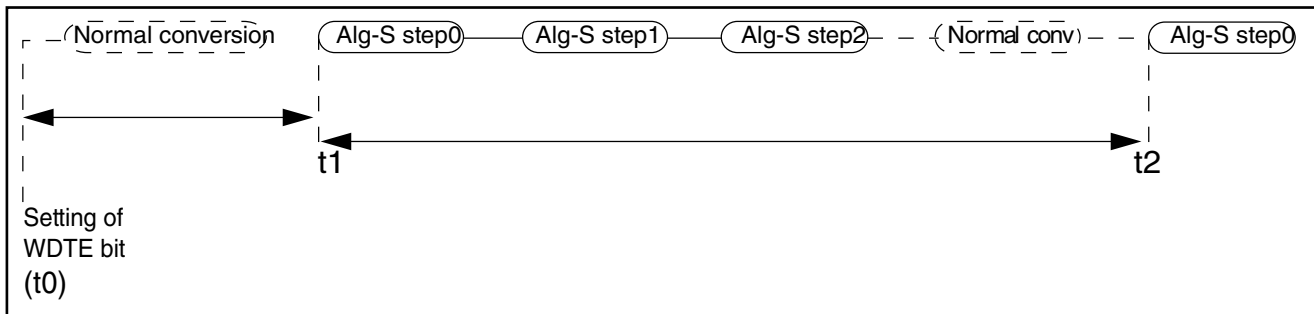 Normal conversion
Alg-S step0
Alg-S step1
Alg-S step2
Normal conv
Alg-S step0
t1
t2
Setting of
WDTE bit
(t0)